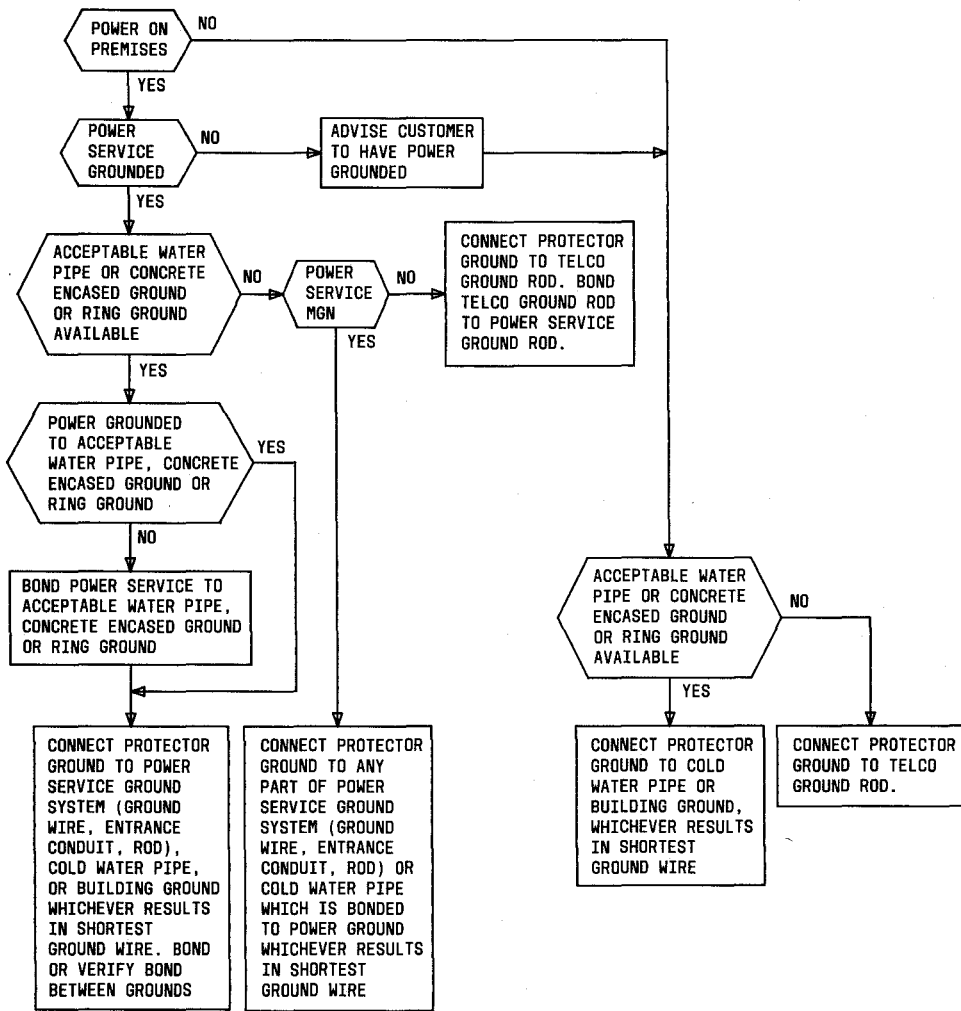 POWER ON
PREMISES
NO
YES
POWER
SERVICE
GROUNDED
NO
ADVISE CUSTOMER
TO HAVE POWER
GROUNDED
YES
ACCEPTABLE WATER
PIPE OR CONCRETE
ENCASED GROUND
OR RING GROUND
AVAILABLE
NO
POWER
SERVICE
MGN
NO
CONNECT PROTECTOR
GROUND TO TELCO
GROUND ROD. BOND
TELCO GROUND ROD
TO POWER SERVICE
GROUND ROD.
YES
YES
POWER GROUNDED
TO ACCEPTABLE
WATER PIPE, CONCRETE
ENCASED GROUND OR
RING GROUND
YES
NO
BOND POWER SERVICE TO
ACCEPTABLE WATER PIPE,
CONCRETE ENCASED GROUND
OR RING GROUND
ACCEPTABLE WATER
PIPE OR CONCRETE
ENCASED GROUND
OR RING GROUND
AVAILABLE
NO
YES
CONNECT PROTECTOR
GROUND TO POWER
SERVICE GROUND
SYSTEM (GROUND
WIRE, ENTRANCE
CONDUIT, ROD),
COLD WATER PIPE,
OR BUILDING GROUND
WHICHEVER RESULTS
IN SHORTEST
GROUND WIRE. BOND
OR VERIFY BOND
BETWEEN GROUNDS
CONNECT PROTECTOR
GROUND TO ANY
PART OF POWER
SERVICE GROUND
SYSTEM (GROUND
WIRE, ENTRANCE
CONDUIT, ROD) OR
COLD WATER PIPE
WHICH IS BONDED
TO POWER GROUND
WHICHEVER RESULTS
IN SHORTEST
GROUND WIRE
CONNECT PROTECTOR
GROUND TO COLD
WATER PIPE OR
BUILDING GROUND,
WHICHEVER RESULTS
IN SHORTEST
GROUND WIRE
CONNECT PROTECTOR
GROUND TO TELCO
GROUND ROD.